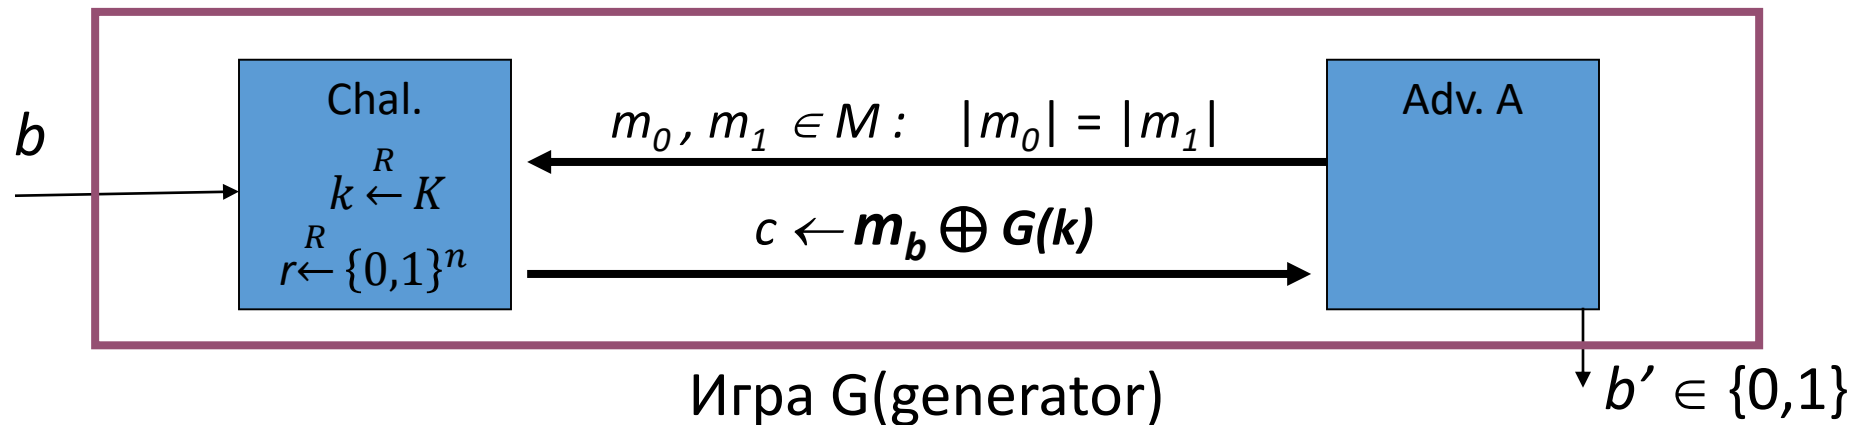 b
Chal.
k ←ᴿ K
r ←ᴿ {0,1}ⁿ
m₀ , m₁ ∈ M : |m₀| = |m₁|
c ← m_b ⊕ G(k)
Adv. A
b’ ∈ {0,1}
Игра G(generator)